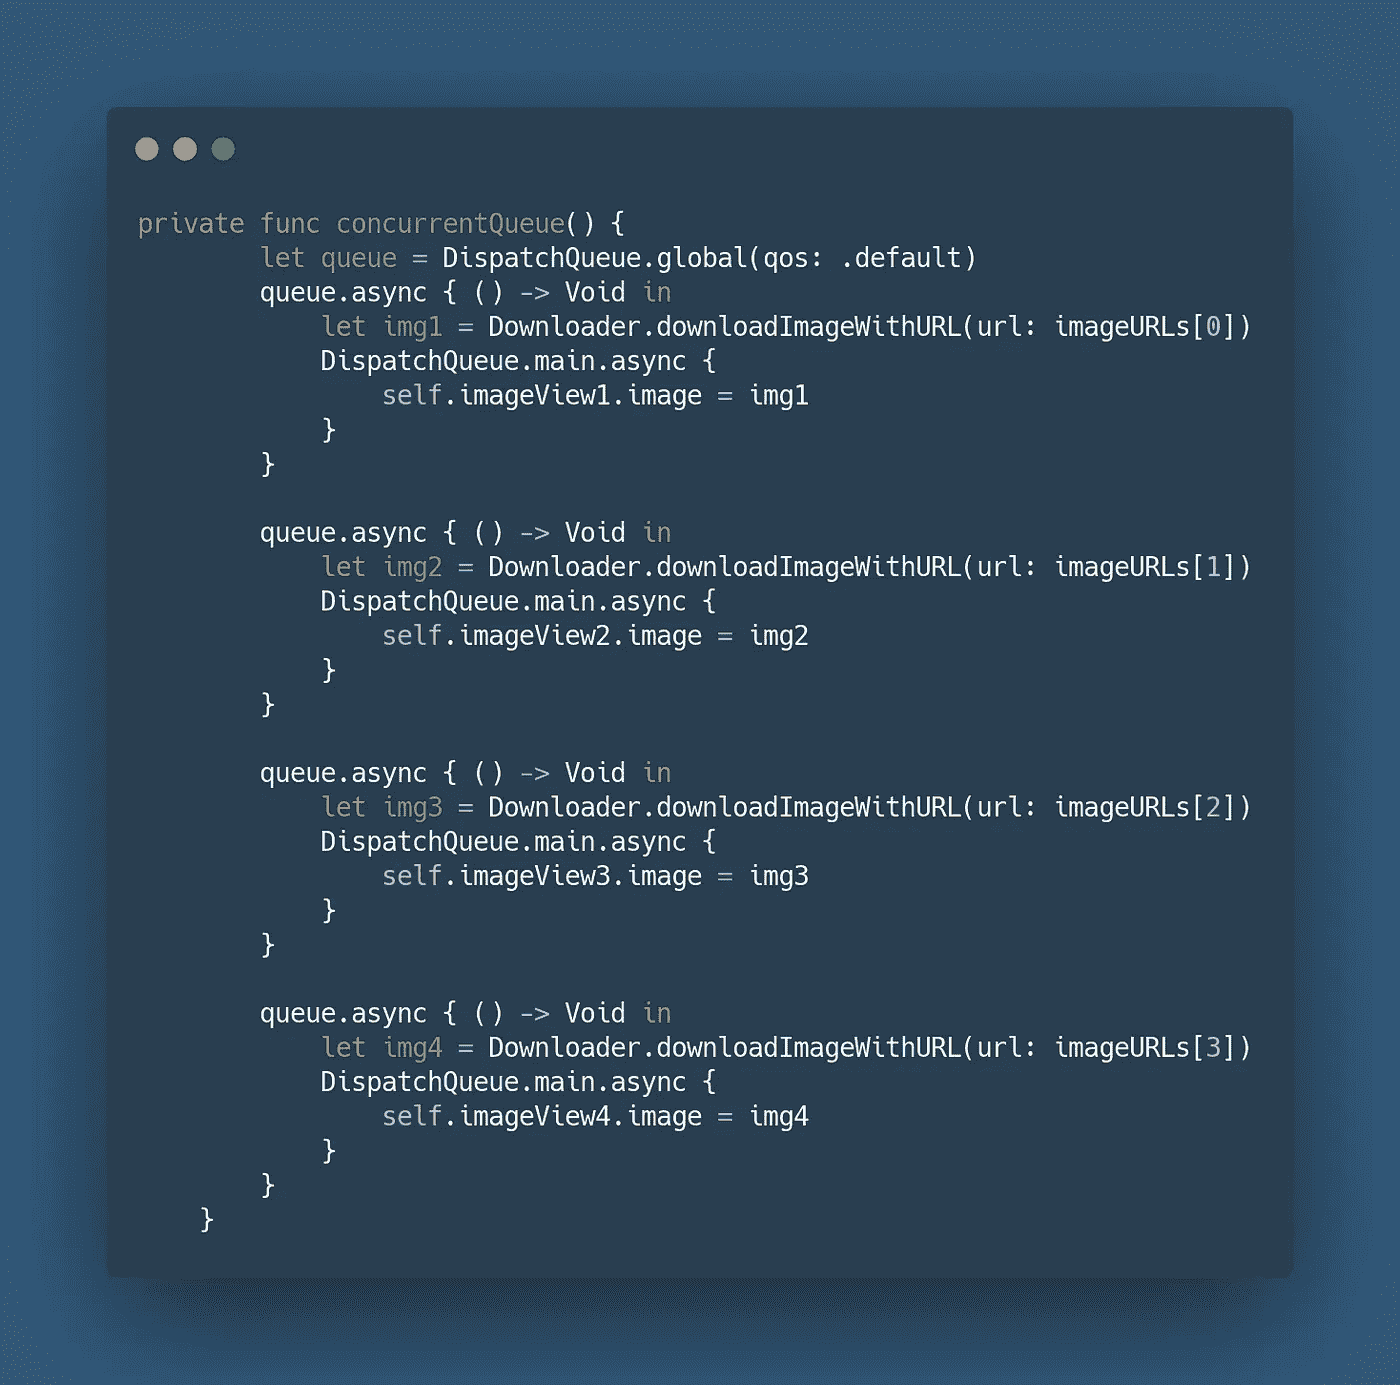 private func concurrentQueue() {
let queue = DispatchQueue.global(qos: .default)
queue.async { () -> Void in
let img1 = Downloader.downloadImageWithURL(url: imageURLs[0])
DispatchQueue.main.async {
self.imageView1.image = img1
}
}
queue.async { () -> Void in
let img2 = Downloader.downloadImageWithURL(url: imageURLs[1])
DispatchQueue.main.async {
self.imageView2.image = img2
}
}
queue.async { () -> Void in
let img3 = Downloader.downloadImageWithURL(url: imageURLs[2])
DispatchQueue.main.async {
self.imageView3.image = img3
}
}
queue.async { () -> Void in
let img4 = Downloader.downloadImageWithURL(url: imageURLs[3])
DispatchQueue.main.async {
self.imageView4.image = img4
}
}
}